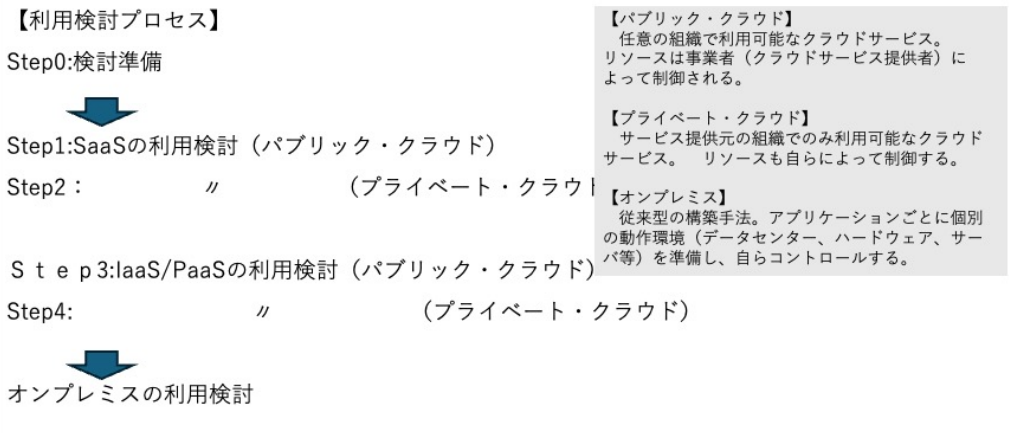 【利用検討プロセス】
Step0:検討準備
Step1:SaaSの利用検討（パブリック・クラウド）
Step2：　　〃　　（プライベート・クラウ
Ｓｔｅｐ3:IaaS/PaaSの利用検討（パブリック・クラウド）
Step4:　　〃　　（プライベート・クラウド）
オンプレミスの利用検討
【パブリック・クラウド】
任意の組織で利用可能なクラウドサービス。
リソースは事業者（クラウドサービス提供者）に
よって制御される。
【プライベート・クラウド】
サービス提供元の組織でのみ利用可能なクラウド
サービス。　リソースも自らによって制御する。
【オンプレミス】
従来型の構築手法。アプリケーションごとに個別
の動作環境（データセンター、ハードウェア、サー
バ等）を準備し、自らコントロールする。